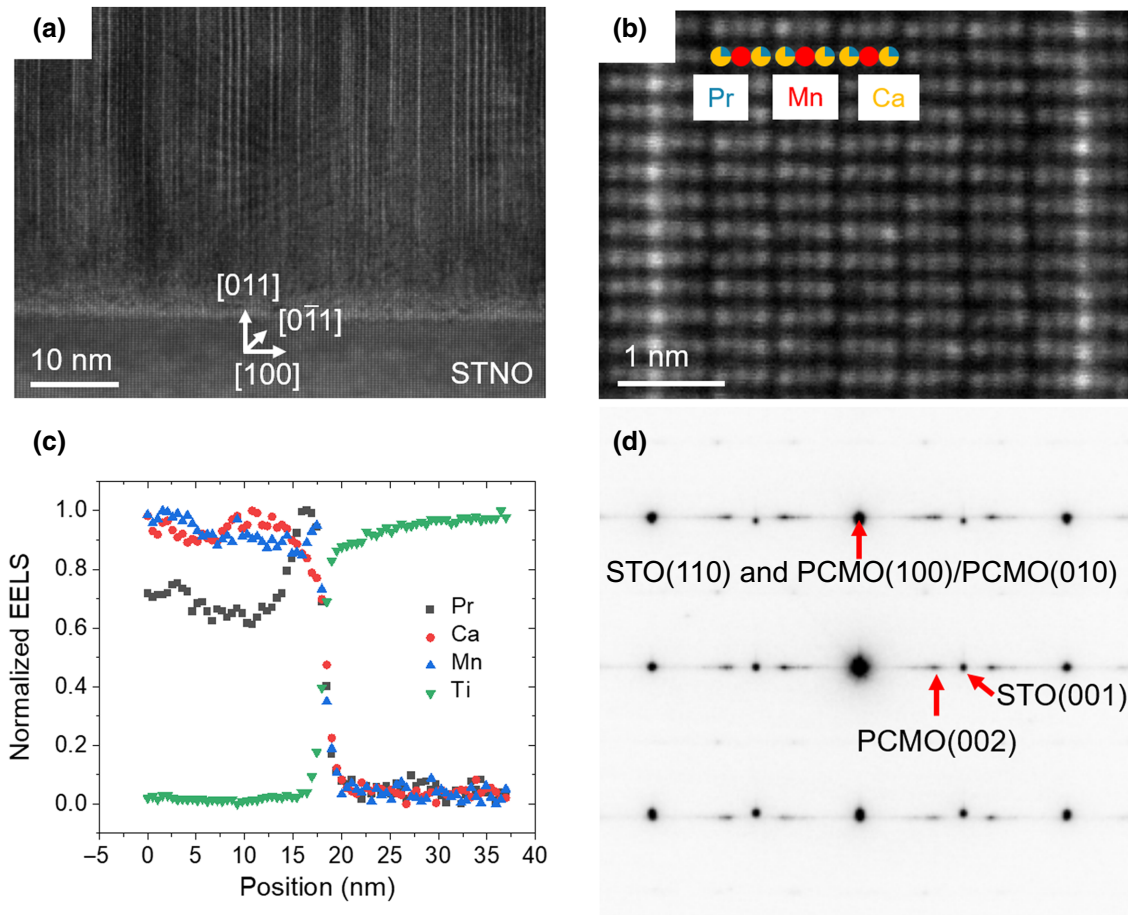 (a)
[011]
[01̅1]
[100]
10 nm
STNO
(b)
Pr
Mn
Ca
1 nm
(c)
Normalized EELS
1.0
0.8
0.6
0.4
0.2
0.0
Pr
Ca
Mn
Ti
−5 0 5 10 15 20 25 30 35 40
Position (nm)
(d)
STO(110) and PCMO(100)/PCMO(010)
STO(001)
PCMO(002)